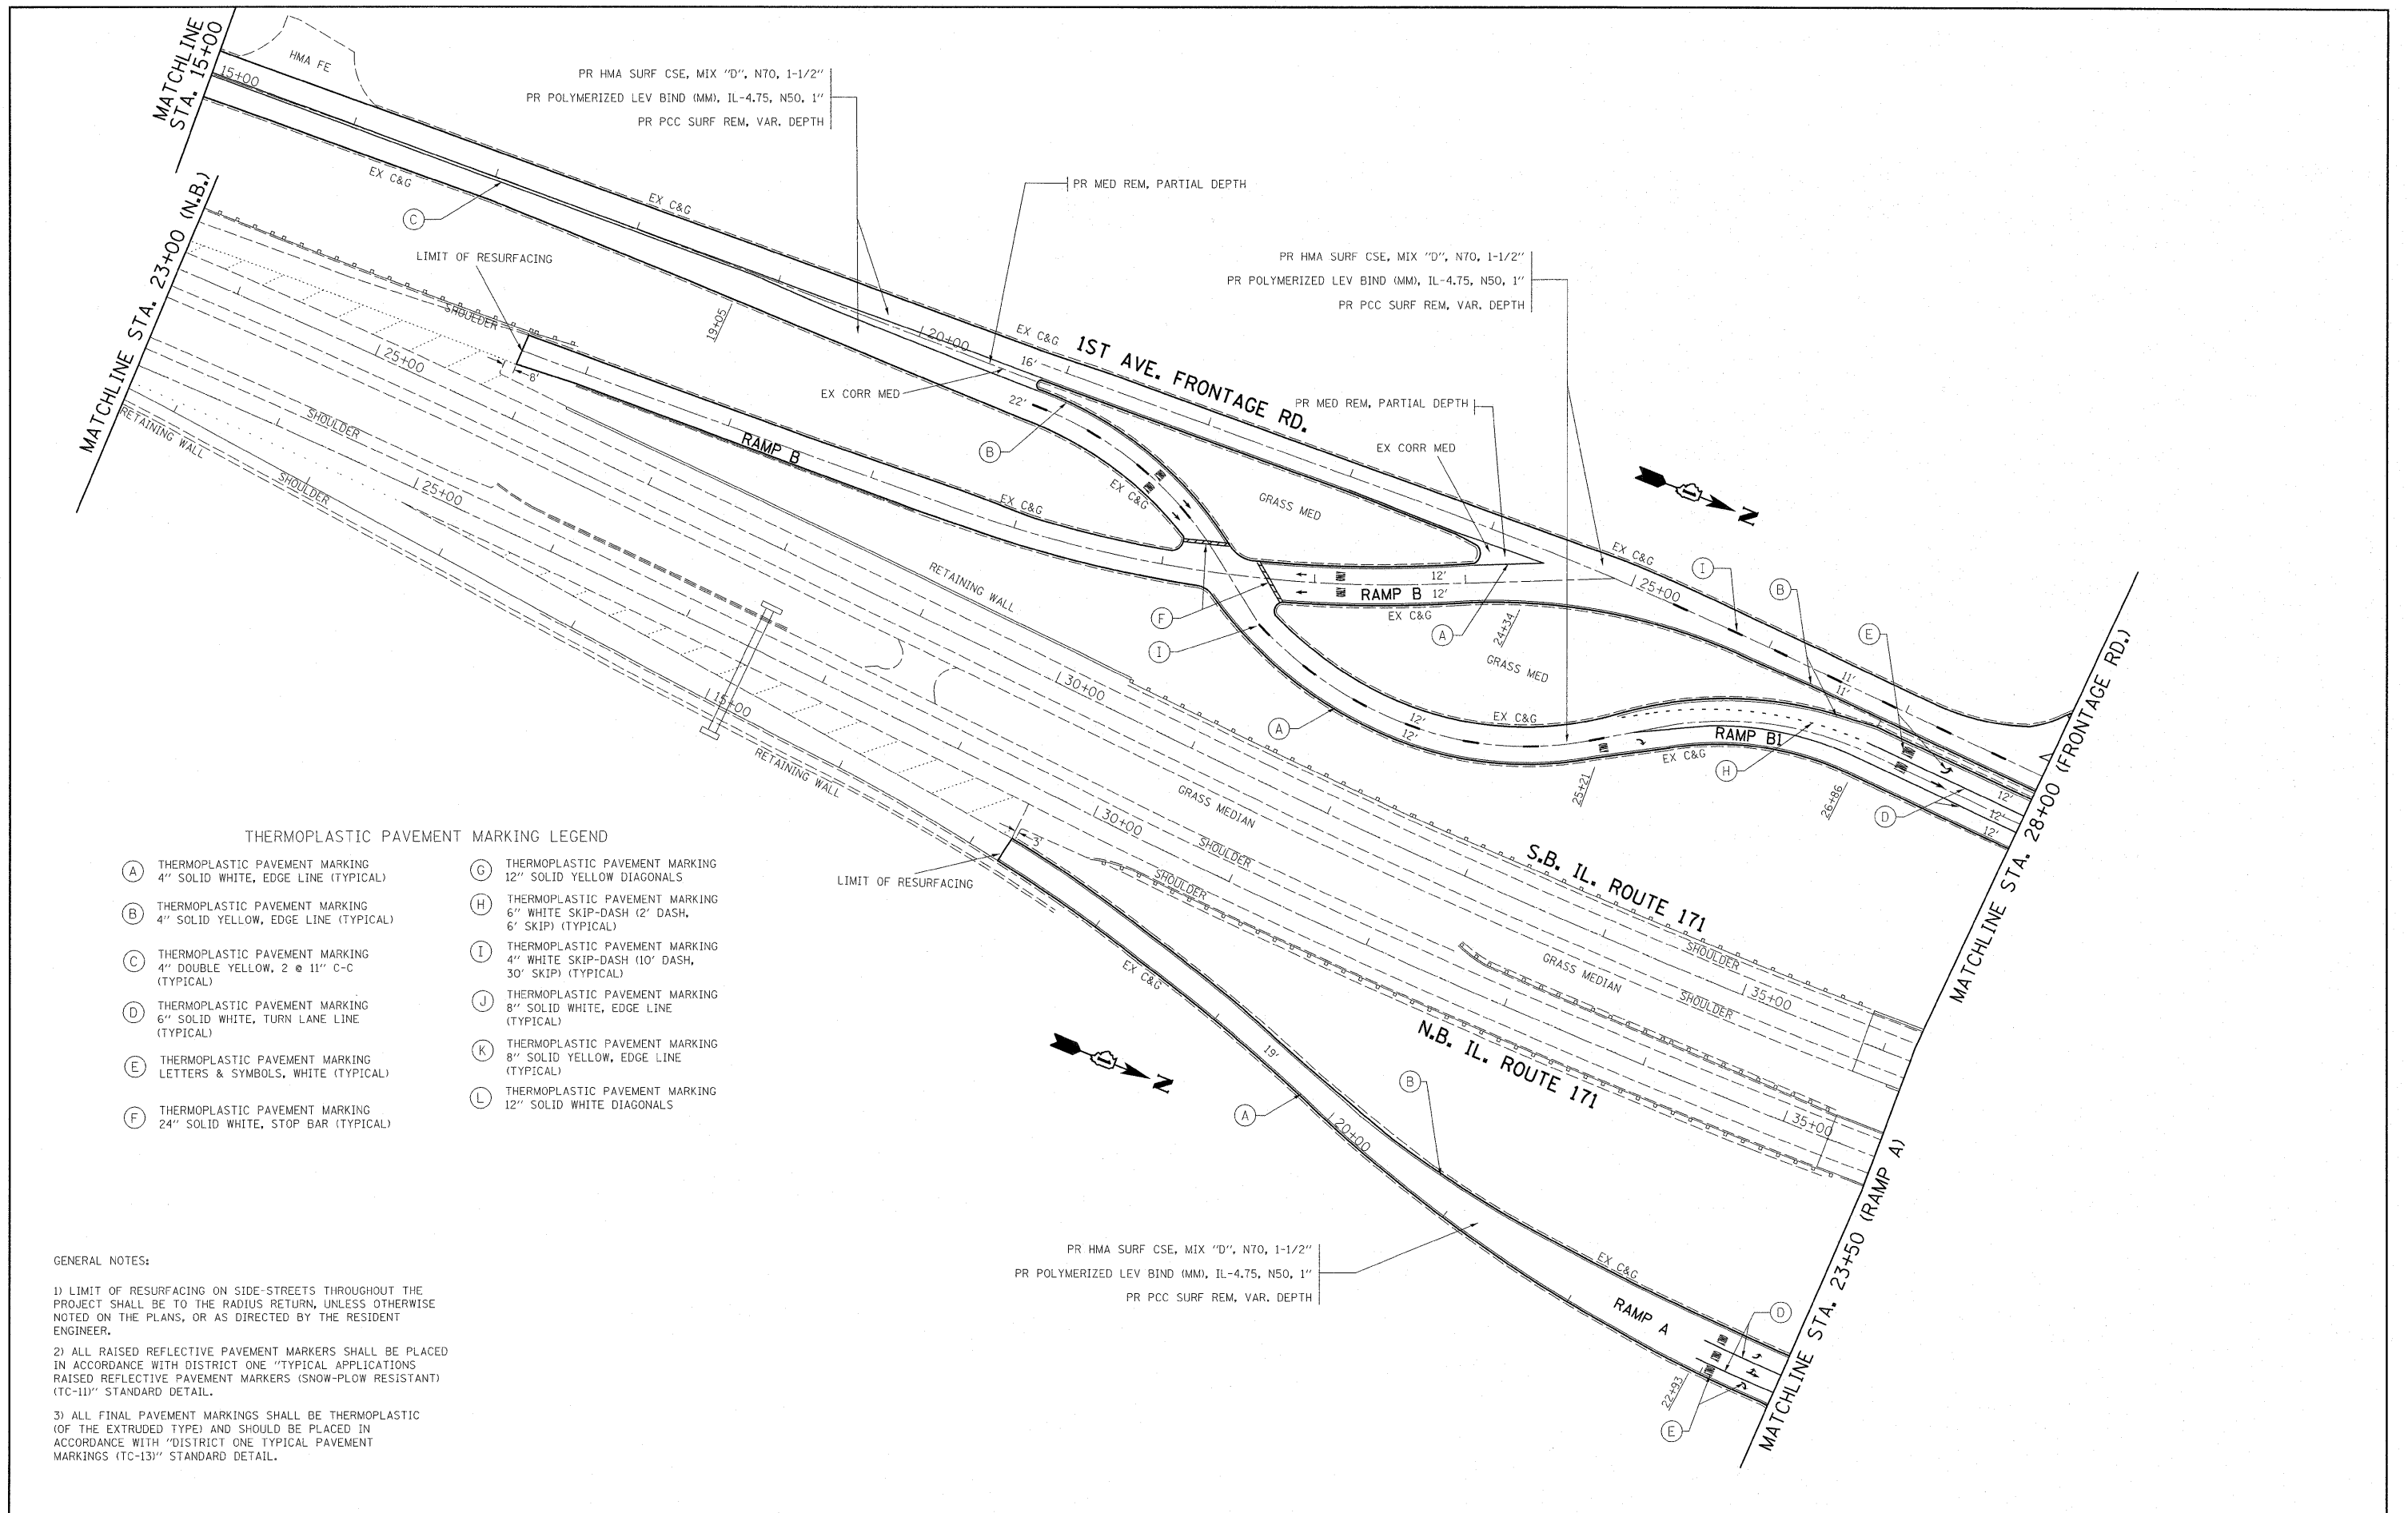 MATCHLINE
STA. 15+00
15+00
HMA FE
PR HMA SURF CSE, MIX "D", N70, 1-1/2"
PR POLYMERIZED LEV BIND (MM), IL-4.75, N50, 1"
PR PCC SURF REM, VAR. DEPTH
EX C&G
EX C&G
C
PR MED REM, PARTIAL DEPTH
MATCHLINE STA. 23+00 (N.B.)
LIMIT OF RESURFACING
SHOULDER
25+00
8'
19+05
20+00
16'
EX C&G
1ST AVE. FRONTAGE RD.
PR HMA SURF CSE, MIX "D", N70, 1-1/2"
PR POLYMERIZED LEV BIND (MM), IL-4.75, N50, 1"
PR PCC SURF REM, VAR. DEPTH
EX CORR MED
22'
B
PR MED REM, PARTIAL DEPTH
EX CORR MED
RETAINING WALL
SHOULDER
SHOULDER
25+00
RAMP B
EX C&G
EX C&G
GRASS MED
N
EX C&G
25+00
I
B
E
RETAINING WALL
F
I
12'
RAMP B
12'
EX C&G
A
24+34
GRASS MED
11'
11'
30+00
15+00
RETAINING WALL
A
12'
12'
EX C&G
RAMP B1
EX C&G
H
25+21
26+86
D
12'
12'
12'
MATCHLINE STA. 28+00 (FRONTAGE RD.)
GRASS MEDIAN
30+00
SHOULDER
SHOULDER
3'
LIMIT OF RESURFACING
S.B. IL. ROUTE 171
SHOULDER
GRASS MEDIAN
SHOULDER
35+00
N.B. IL. ROUTE 171
35+00
EX C&G
N
19'
A
B
20+00
PR HMA SURF CSE, MIX "D", N70, 1-1/2"
PR POLYMERIZED LEV BIND (MM), IL-4.75, N50, 1"
PR PCC SURF REM, VAR. DEPTH
EX C&G
RAMP A
D
22+93
E
MATCHLINE STA. 23+50 (RAMP A)
THERMOPLASTIC PAVEMENT MARKING LEGEND
A THERMOPLASTIC PAVEMENT MARKING
4" SOLID WHITE, EDGE LINE (TYPICAL)
B THERMOPLASTIC PAVEMENT MARKING
4" SOLID YELLOW, EDGE LINE (TYPICAL)
C THERMOPLASTIC PAVEMENT MARKING
4" DOUBLE YELLOW, 2 @ 11" C-C
(TYPICAL)
D THERMOPLASTIC PAVEMENT MARKING
6" SOLID WHITE, TURN LANE LINE
(TYPICAL)
E THERMOPLASTIC PAVEMENT MARKING
LETTERS & SYMBOLS, WHITE (TYPICAL)
F THERMOPLASTIC PAVEMENT MARKING
24" SOLID WHITE, STOP BAR (TYPICAL)
G THERMOPLASTIC PAVEMENT MARKING
12" SOLID YELLOW DIAGONALS
H THERMOPLASTIC PAVEMENT MARKING
6" WHITE SKIP-DASH (2' DASH,
6' SKIP) (TYPICAL)
I THERMOPLASTIC PAVEMENT MARKING
4" WHITE SKIP-DASH (10' DASH,
30' SKIP) (TYPICAL)
J THERMOPLASTIC PAVEMENT MARKING
8" SOLID WHITE, EDGE LINE
(TYPICAL)
K THERMOPLASTIC PAVEMENT MARKING
8" SOLID YELLOW, EDGE LINE
(TYPICAL)
L THERMOPLASTIC PAVEMENT MARKING
12" SOLID WHITE DIAGONALS
GENERAL NOTES:
1) LIMIT OF RESURFACING ON SIDE-STREETS THROUGHOUT THE
PROJECT SHALL BE TO THE RADIUS RETURN, UNLESS OTHERWISE
NOTED ON THE PLANS, OR AS DIRECTED BY THE RESIDENT
ENGINEER.
2) ALL RAISED REFLECTIVE PAVEMENT MARKERS SHALL BE PLACED
IN ACCORDANCE WITH DISTRICT ONE "TYPICAL APPLICATIONS
RAISED REFLECTIVE PAVEMENT MARKERS (SNOW-PLOW RESISTANT)
(TC-11)" STANDARD DETAIL.
3) ALL FINAL PAVEMENT MARKINGS SHALL BE THERMOPLASTIC
(OF THE EXTRUDED TYPE) AND SHOULD BE PLACED IN
ACCORDANCE WITH "DISTRICT ONE TYPICAL PAVEMENT
MARKINGS (TC-13)" STANDARD DETAIL.